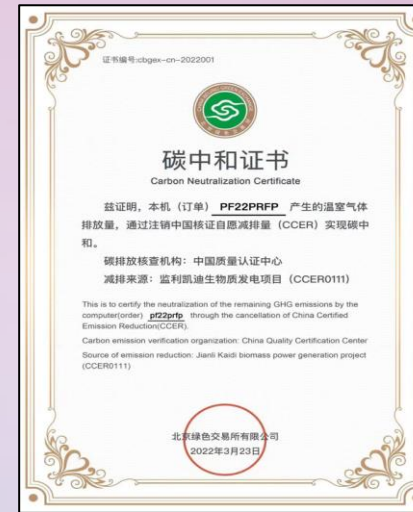 证书编号:cbgex-cn-2022001
碳中和证书
Carbon Neutralization Certificate
兹证明，本机（订单） PF22PRFP 产生的温室气体
排放量，通过注销中国核证自愿减排量（CCER）实现碳中
和。
碳排放核查机构：中国质量认证中心
减排来源：监利凯迪生物质发电项目（CCER0111)
This is to certify the neutralization of the remaining GHG emissions by the
computer(order) pf22prfp through the cancellation of China Certified
Emission Reduction(CCER).
Carbon emission verification organization: China Quality Certification Center
Source of emission reduction: Jianli Kaidi biomass power generation project
(CCER0111)
北京绿色交易所有限公司
2022年3月23日